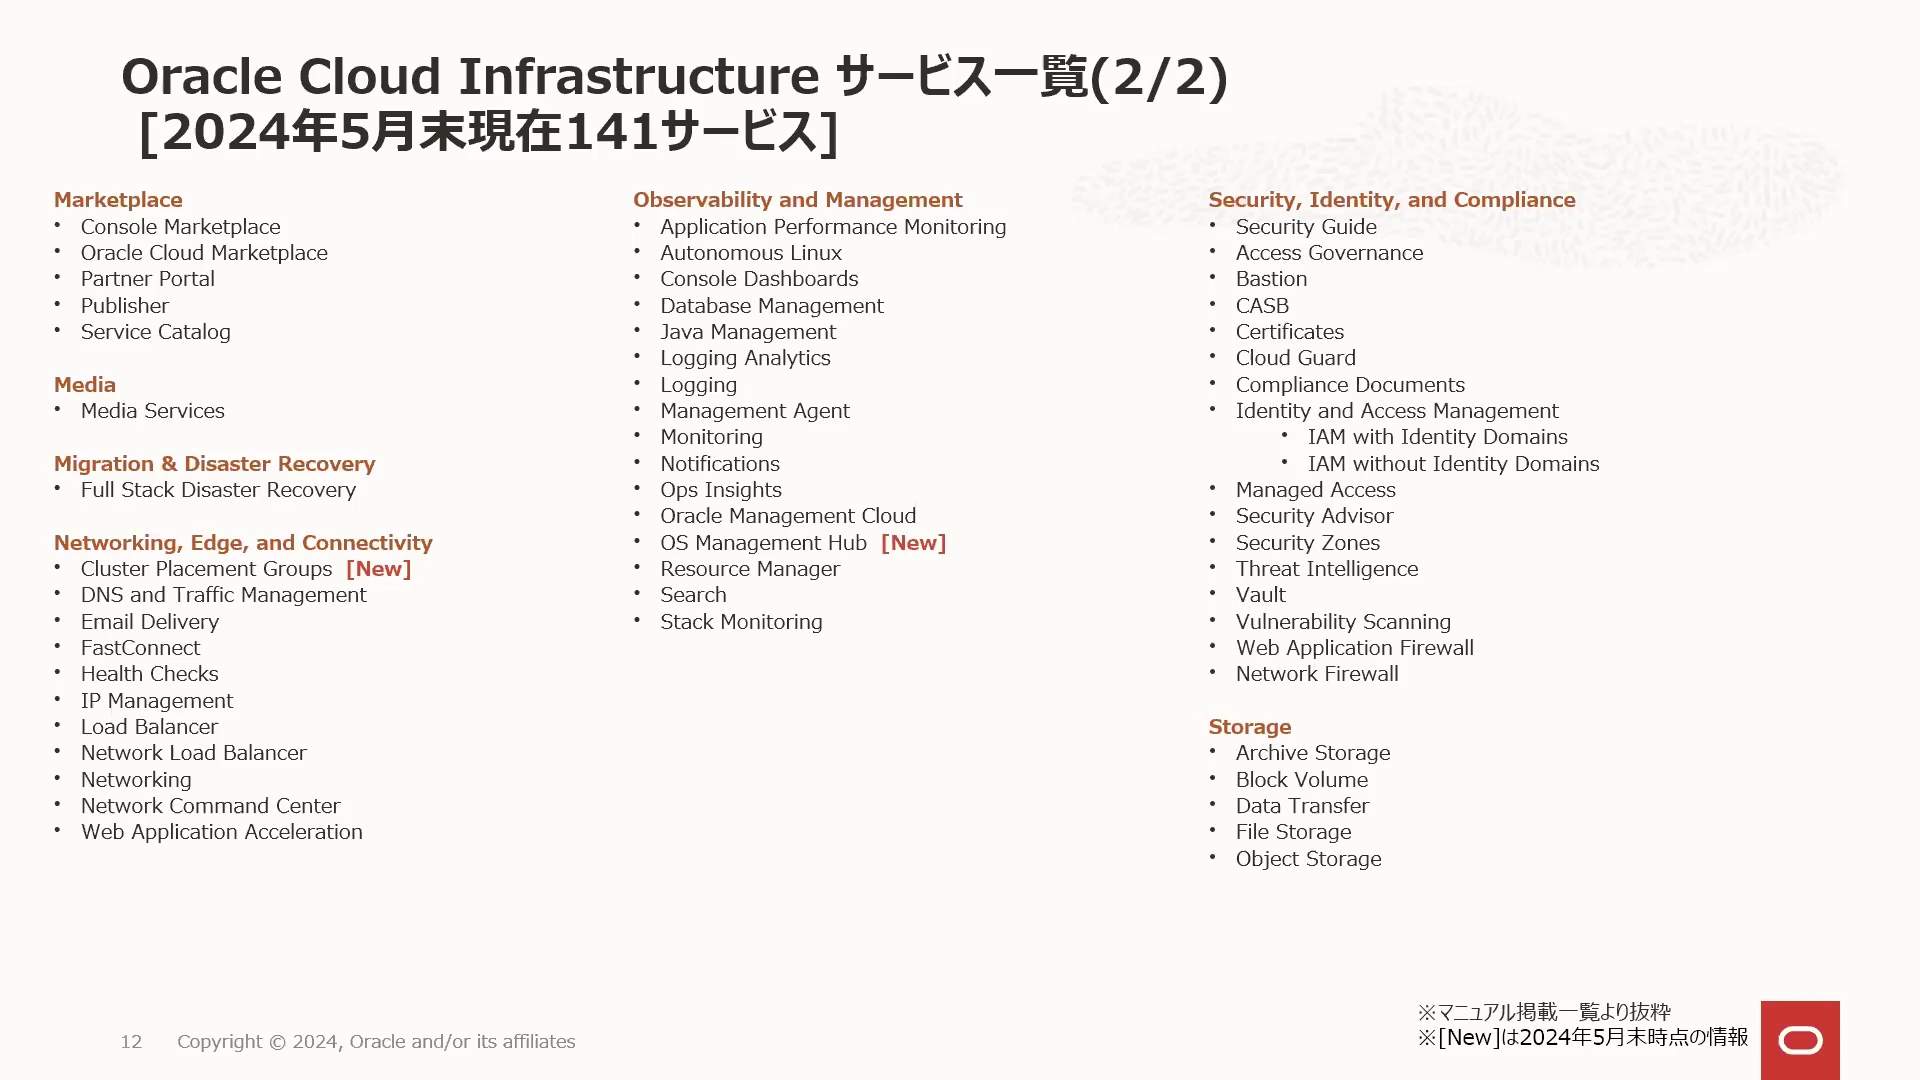 Oracle Cloud Infrastructure サービス一覧(2/2)
[2024年5月末現在141サービス]
Marketplace
• Console Marketplace
• Oracle Cloud Marketplace
• Partner Portal
• Publisher
• Service Catalog
Media
• Media Services
Migration & Disaster Recovery
• Full Stack Disaster Recovery
Networking, Edge, and Connectivity
• Cluster Placement Groups [New]
• DNS and Traffic Management
• Email Delivery
• FastConnect
• Health Checks
• IP Management
• Load Balancer
• Network Load Balancer
• Networking
• Network Command Center
• Web Application Acceleration
Observability and Management
• Application Performance Monitoring
• Autonomous Linux
• Console Dashboards
• Database Management
• Java Management
• Logging Analytics
• Logging
• Management Agent
• Monitoring
• Notifications
• Ops Insights
• Oracle Management Cloud
• OS Management Hub [New]
• Resource Manager
• Search
• Stack Monitoring
Security, Identity, and Compliance
• Security Guide
• Access Governance
• Bastion
• CASB
• Certificates
• Cloud Guard
• Compliance Documents
• Identity and Access Management
• IAM with Identity Domains
• IAM without Identity Domains
• Managed Access
• Security Advisor
• Security Zones
• Threat Intelligence
• Vault
• Vulnerability Scanning
• Web Application Firewall
• Network Firewall
Storage
• Archive Storage
• Block Volume
• Data Transfer
• File Storage
• Object Storage
※マニュアル掲載一覧より抜粋
※[New]は2024年5月末時点の情報
12 Copyright © 2024, Oracle and/or its affiliates